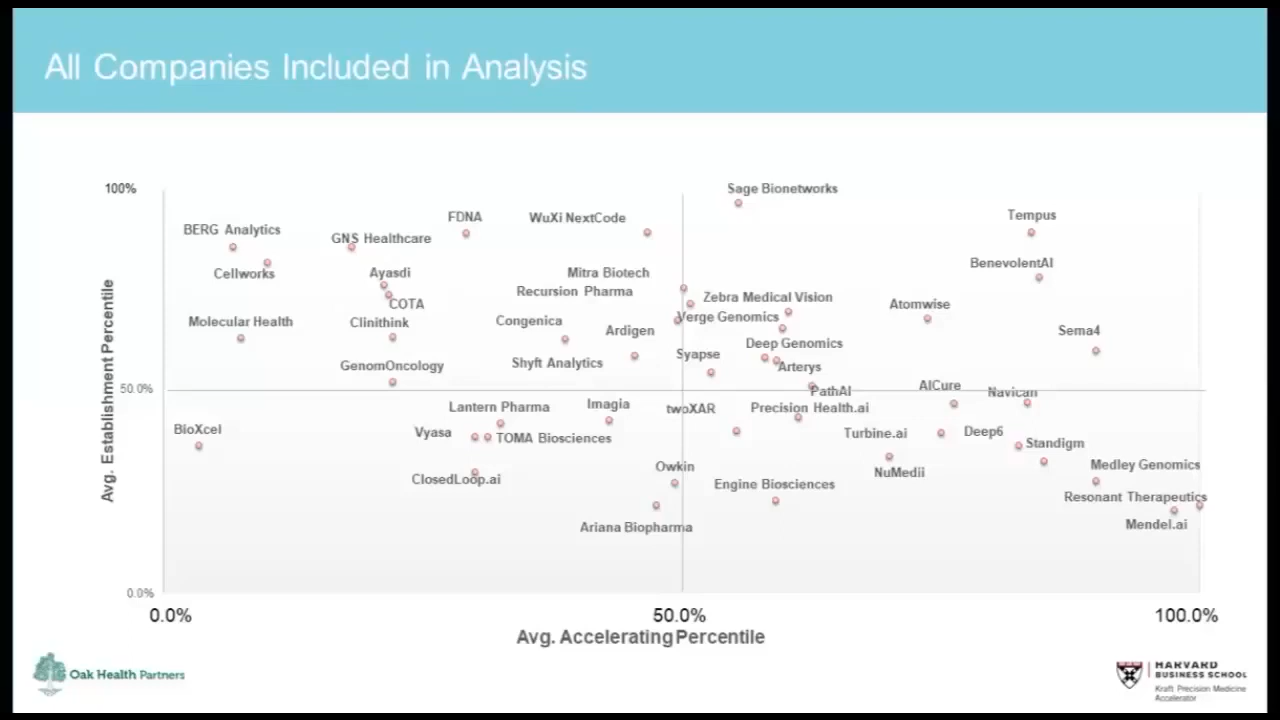 All Companies Included in Analysis
100%
Sage Bionetworks
FDNA
WuXi NextCode
Tempus
BERG Analytics
GNS Healthcare
Cellworks
Ayasdi
Mitra Biotech
BenevolentAI
Recursion Pharma
COTA
Zebra Medical Vision
Atomwise
Molecular Health
Clinithink
Congenica
Ardigen
Verge Genomics
Sema4
Deep Genomics
GenomOncology
Shyft Analytics
Syapse
Arterys
Avg. Establishment Percentile
50.0%
PathAI
AICure
Navican
Lantern Pharma
Imagia
twoXAR
Precision Health.ai
BioXcel
Vyasa
TOMA Biosciences
Turbine.ai
Deep6
Standigm
ClosedLoop.ai
Owkin
Engine Biosciences
NuMedii
Medley Genomics
Resonant Therapeutics
Ariana Biopharma
Mendel.ai
0.0%
0.0%
50.0%
100.0%
Avg. Accelerating Percentile
Oak Health Partners
HARVARD
BUSINESS SCHOOL
Kraft Precision Medicine
Accelerator